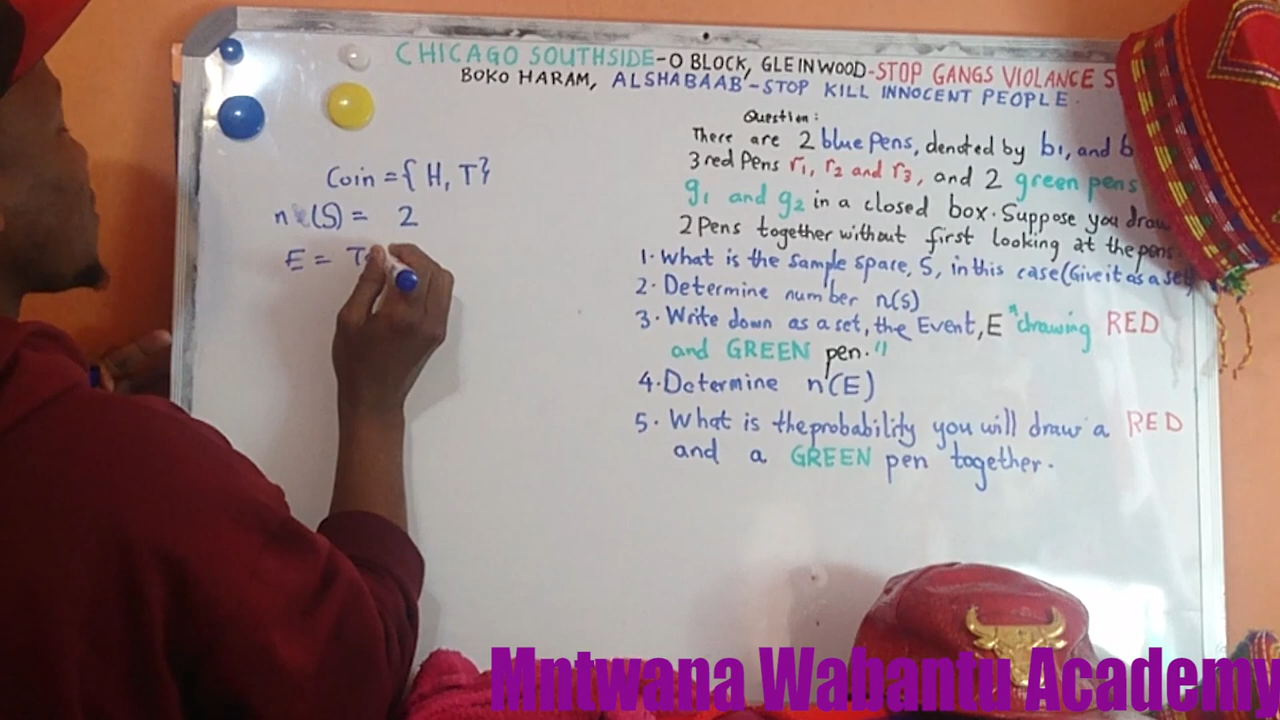 CHICAGO SOUTHSIDE-O BLOCK, GLEINWOOD-STOP GANGS VIOLANCE S
BOKO HARAM, ALSHABAAB-STOP KILL INNOCENT PEOPLE.
Coin = { H, T}
n (S) = 2
E = T
Question:
There are 2 blue Pens, denoted by b1, and b
3 red Pens r1, r2 and r3, and 2 green pens
g1 and g2 in a closed box. Suppose you draw
2 Pens together without first looking at the pens.
1. What is the sample space, S, in this case (Give it as a set)
2. Determine number n(s)
3. Write down as a set, the Event, E "drawing RED
and GREEN pen."
4. Determine n(E)
5. What is the probability you will draw a RED
and a GREEN pen together.
Mntwana Wabantu Academy